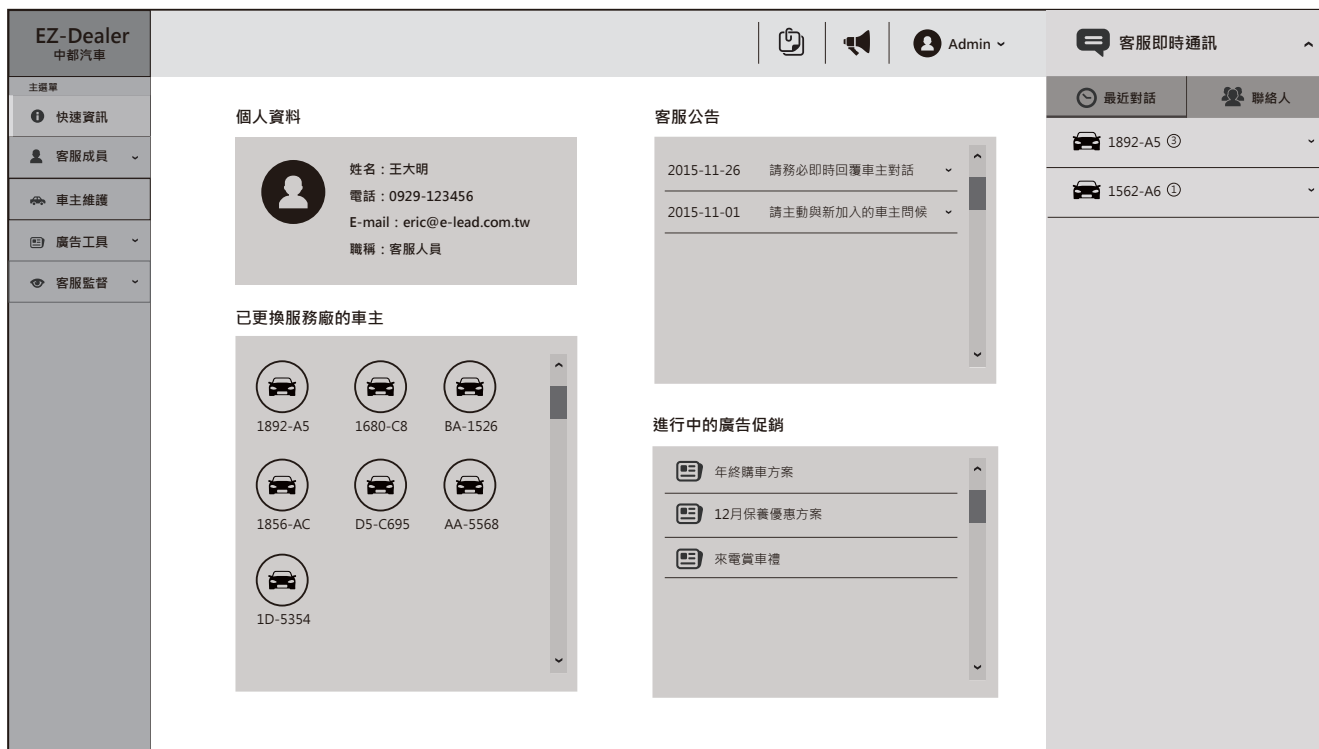 EZ-Dealer
中都汽車
主選單
快速資訊
客服成員
車主維護
廣告工具
客服監督
Admin
個人資料
姓名：王大明
電話：0929-123456
E-mail：eric@e-lead.com.tw
職稱：客服人員
已更換服務廠的車主
1892-A5 1680-C8 BA-1526
1856-AC D5-C695 AA-5568
1D-5354
客服公告
2015-11-26 請務必即時回覆車主對話
2015-11-01 請主動與新加入的車主問候
進行中的廣告促銷
年終購車方案
12月保養優惠方案
來電賞車禮
客服即時通訊
最近對話 聯絡人
1892-A5 ③
1562-A6 ①